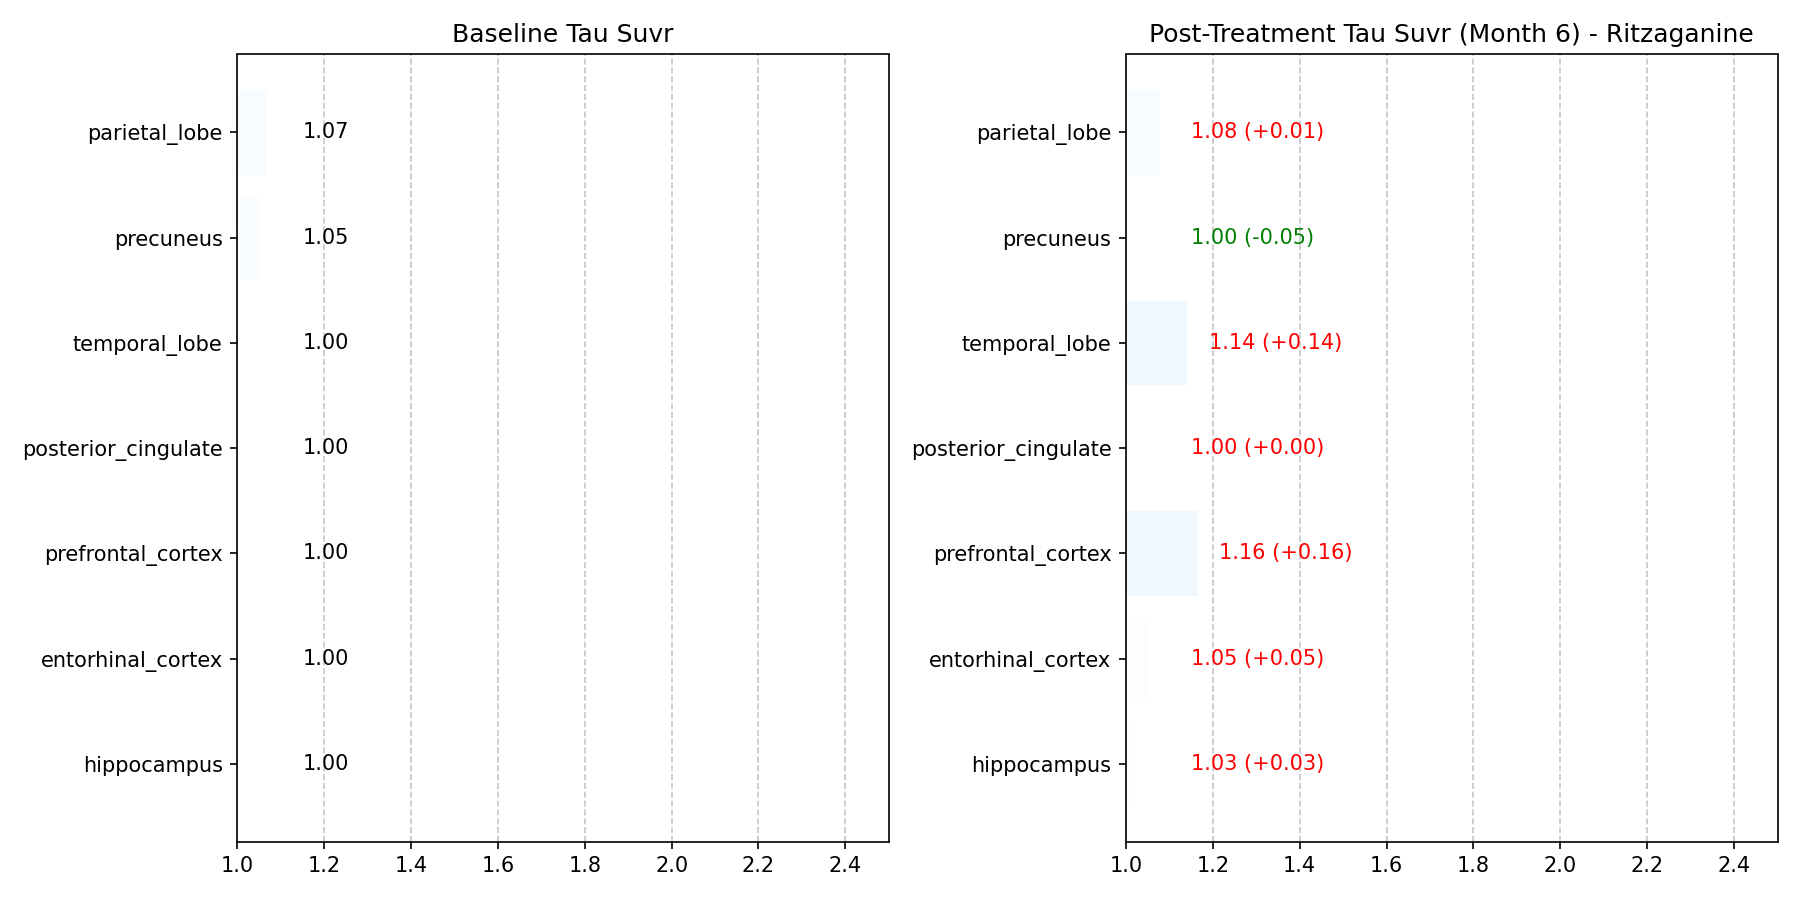 Baseline Tau Suvr
parietal_lobe 1.07
precuneus 1.05
temporal_lobe 1.00
posterior_cingulate 1.00
prefrontal_cortex 1.00
entorhinal_cortex 1.00
hippocampus 1.00
1.0 1.2 1.4 1.6 1.8 2.0 2.2 2.4
Post-Treatment Tau Suvr (Month 6) - Ritzaganine
parietal_lobe 1.08 (+0.01)
precuneus 1.00 (-0.05)
temporal_lobe 1.14 (+0.14)
posterior_cingulate 1.00 (+0.00)
prefrontal_cortex 1.16 (+0.16)
entorhinal_cortex 1.05 (+0.05)
hippocampus 1.03 (+0.03)
1.0 1.2 1.4 1.6 1.8 2.0 2.2 2.4